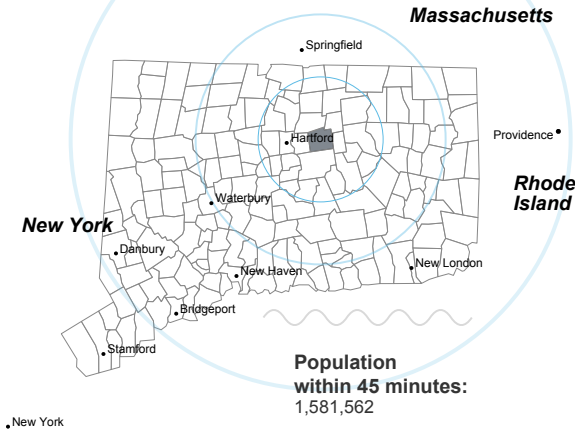 Massachusetts
Springfield
Hartford
Providence
Rhode
Island
Waterbury
New York
Danbury
New London
New Haven
Bridgeport
Stamford
Population
within 45 minutes:
1,581,562
New York